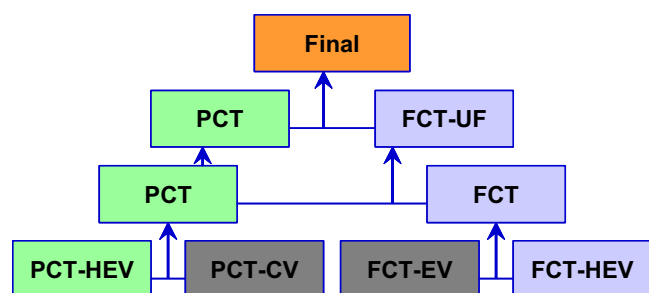 Final
PCT
FCT-UF
PCT
FCT
PCT-HEV
PCT-CV
FCT-EV
FCT-HEV